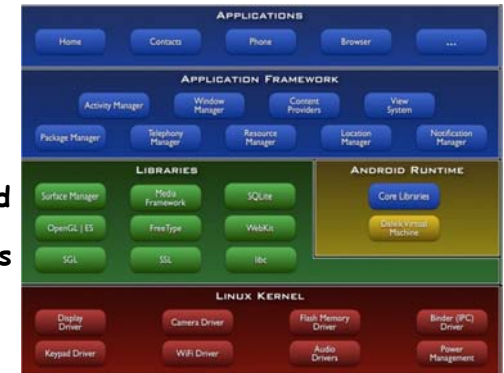 APPLICATIONS
Home Contacts Phone Browser ...
APPLICATION FRAMEWORK
Activity Manager Window Manager Content Providers View System
Package Manager Telephony Manager Resource Manager Location Manager Notification Manager
LIBRARIES
Surface Manager Media Framework SQLite
OpenGL | ES FreeType WebKit
SGL SSL libc
ANDROID RUNTIME
Core Libraries
Dalvik Virtual Machine
d
s
LINUX KERNEL
Display Driver Camera Driver Flash Memory Driver Binder (IPC) Driver
Keypad Driver WiFi Driver Audio Drivers Power Management